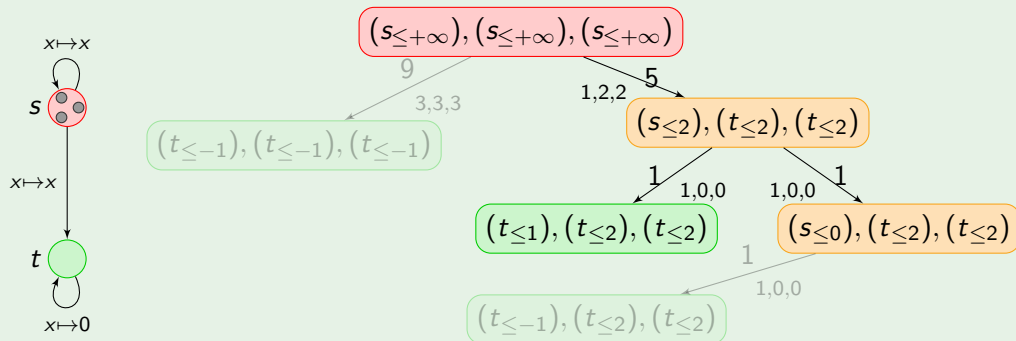 x↦x
s
x↦x
t
x↦0
(s≤+∞), (s≤+∞), (s≤+∞)
9
3,3,3
5
1,2,2
(t≤−1), (t≤−1), (t≤−1)
(s≤2), (t≤2), (t≤2)
1
1,0,0
1
1,0,0
(t≤1), (t≤2), (t≤2)
(s≤0), (t≤2), (t≤2)
1
1,0,0
(t≤−1), (t≤2), (t≤2)